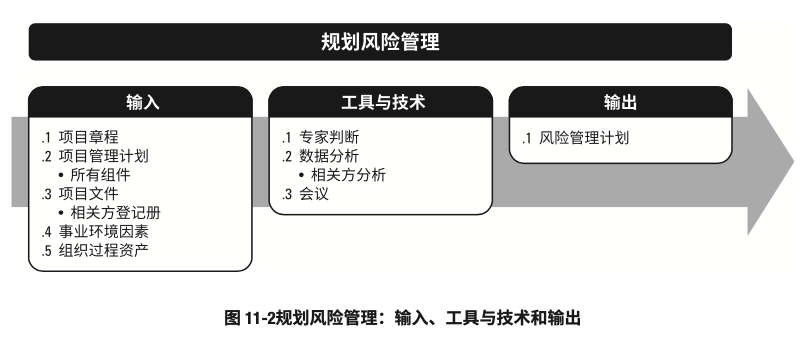 规划风险管理
输入
.1 项目章程
.2 项目管理计划
• 所有组件
.3 项目文件
• 相关方登记册
.4 事业环境因素
.5 组织过程资产
工具与技术
.1 专家判断
.2 数据分析
• 相关方分析
.3 会议
输出
.1 风险管理计划
图 11-2规划风险管理：输入、工具与技术和输出